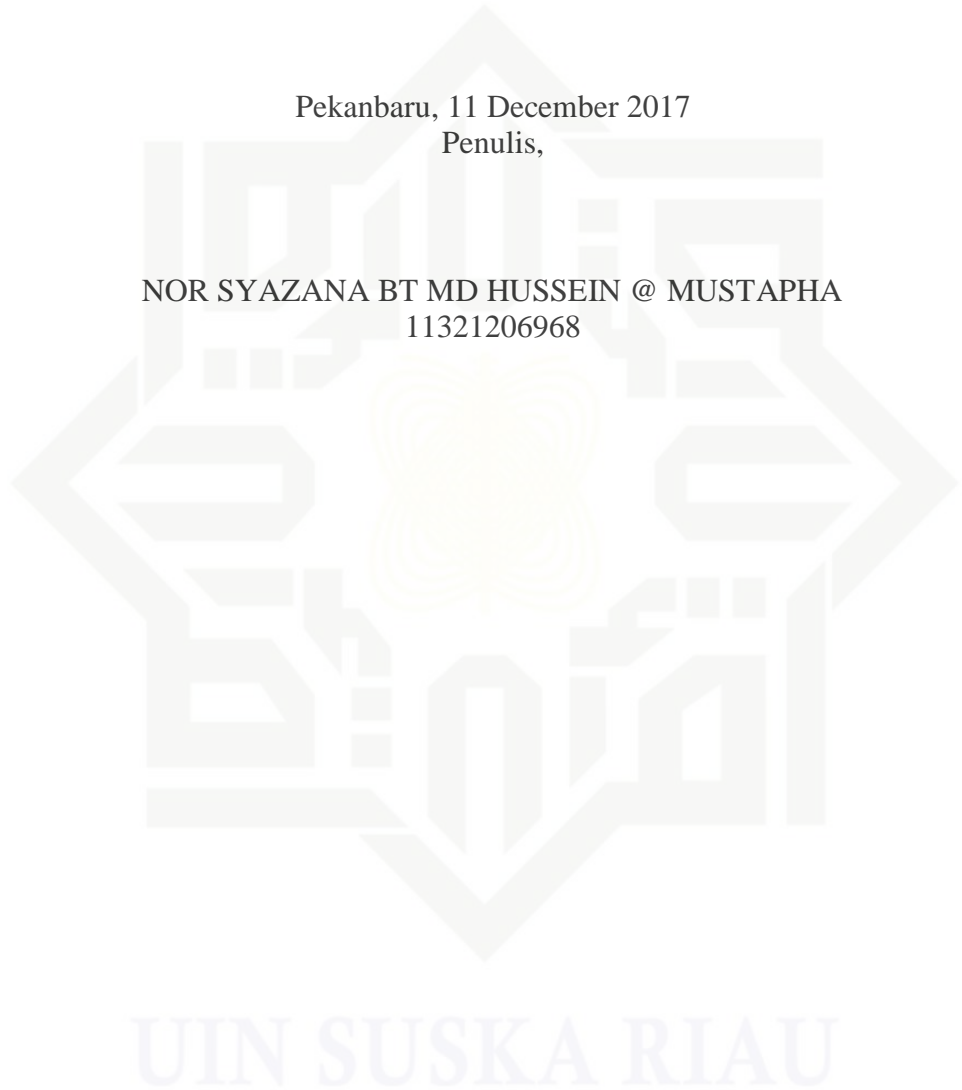 Pekanbaru, 11 December 2017
Penulis,
NOR SYAZANA BT MD HUSSEIN @ MUSTAPHA
11321206968
UIN SUSKA RIAU